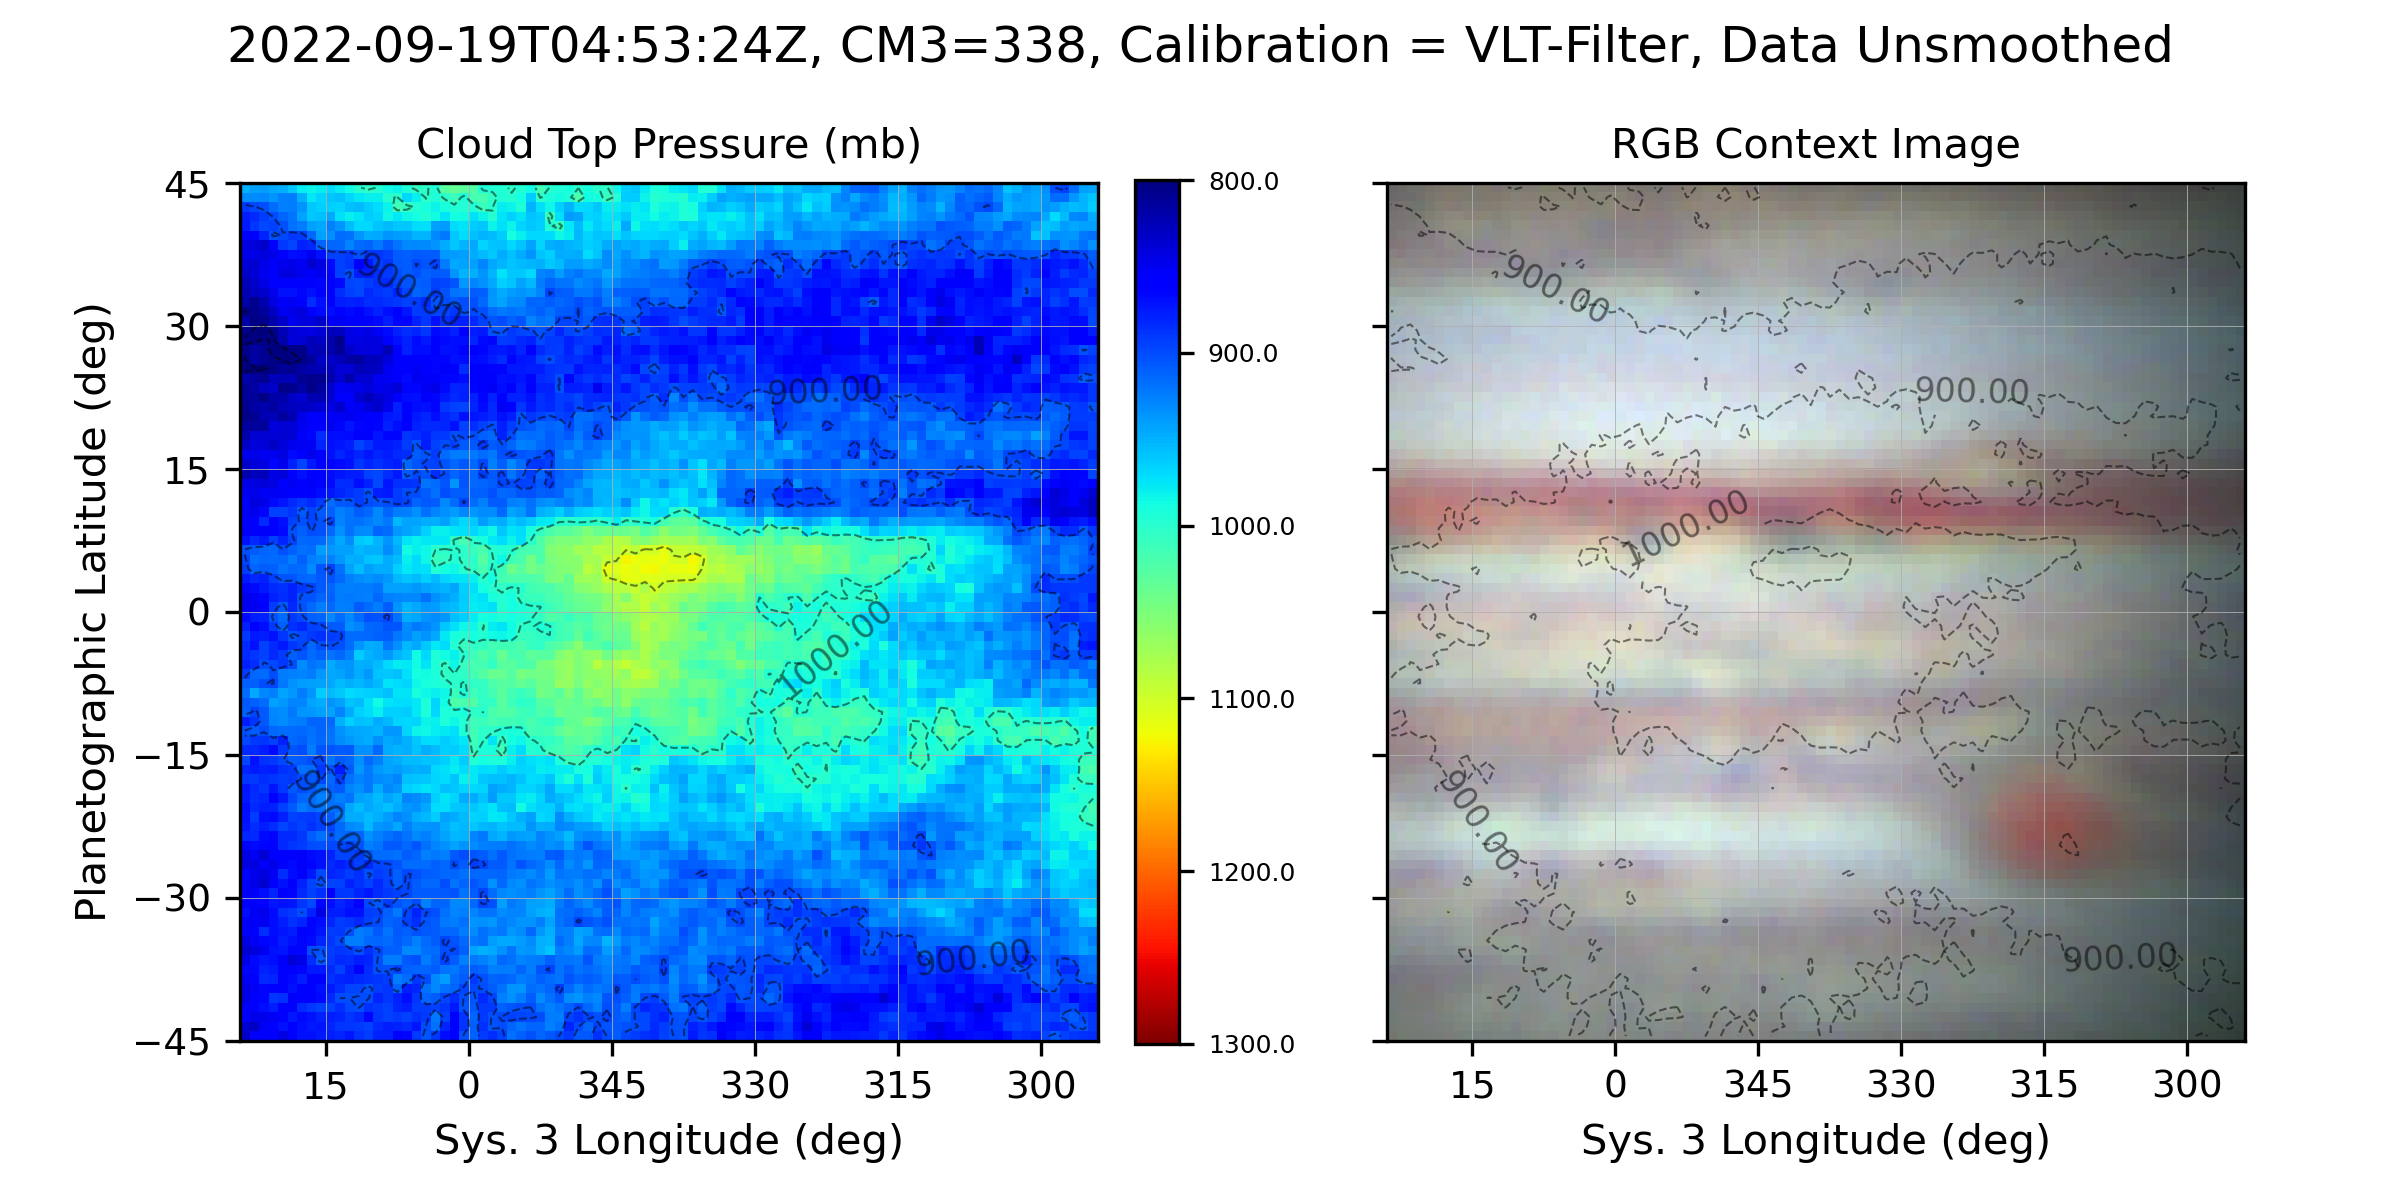 2022-09-19T04:53:24Z, CM3=338, Calibration = VLT-Filter, Data Unsmoothed
Cloud Top Pressure (mb)
45
30
15
0
−15
−30
−45
Planetographic Latitude (deg)
900.00
900.00
1000.00
900.00
900.00
15 0 345 330 315 300
Sys. 3 Longitude (deg)
800.0
900.0
1000.0
1100.0
1200.0
1300.0
RGB Context Image
900.00
900.00
1000.00
900.00
900.00
15 0 345 330 315 300
Sys. 3 Longitude (deg)